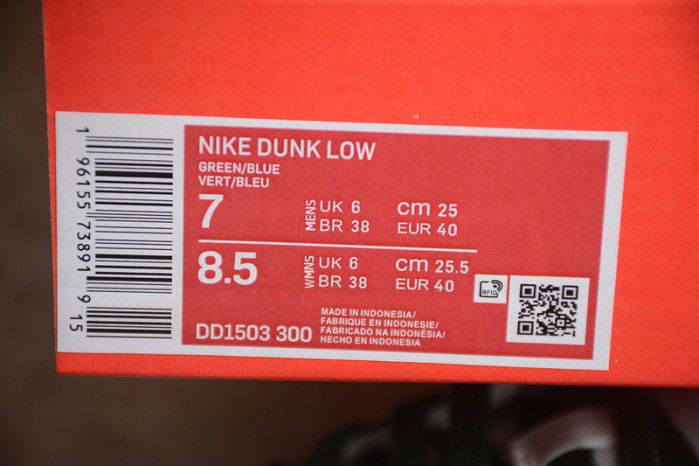 1 96155 73891 9 15
NIKE DUNK LOW
GREEN/BLUE
VERT/BLEU
7
MENS
UK 6
cm 25
BR 38
EUR 40
8.5
WMNS
UK 6
cm 25.5
BR 38
EUR 40
RFID
DD1503 300
MADE IN INDONESIA/
FABRIQUE EN INDONESIE/
FABRICADO NA INDONÉSIA/
HECHO EN INDONESIA